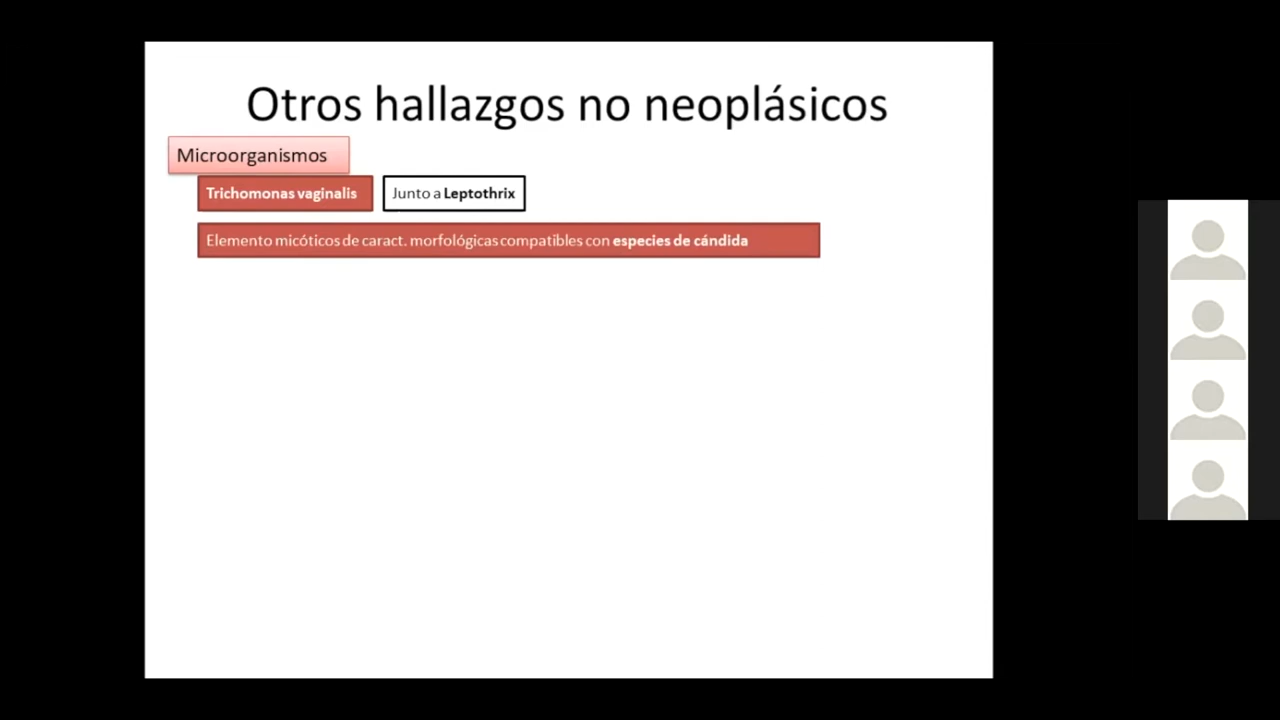 Otros hallazgos no neoplásicos
Microorganismos
Trichomonas vaginalis
Junto a Leptothrix
Elemento micóticos de caract. morfológicas compatibles con especies de cándida